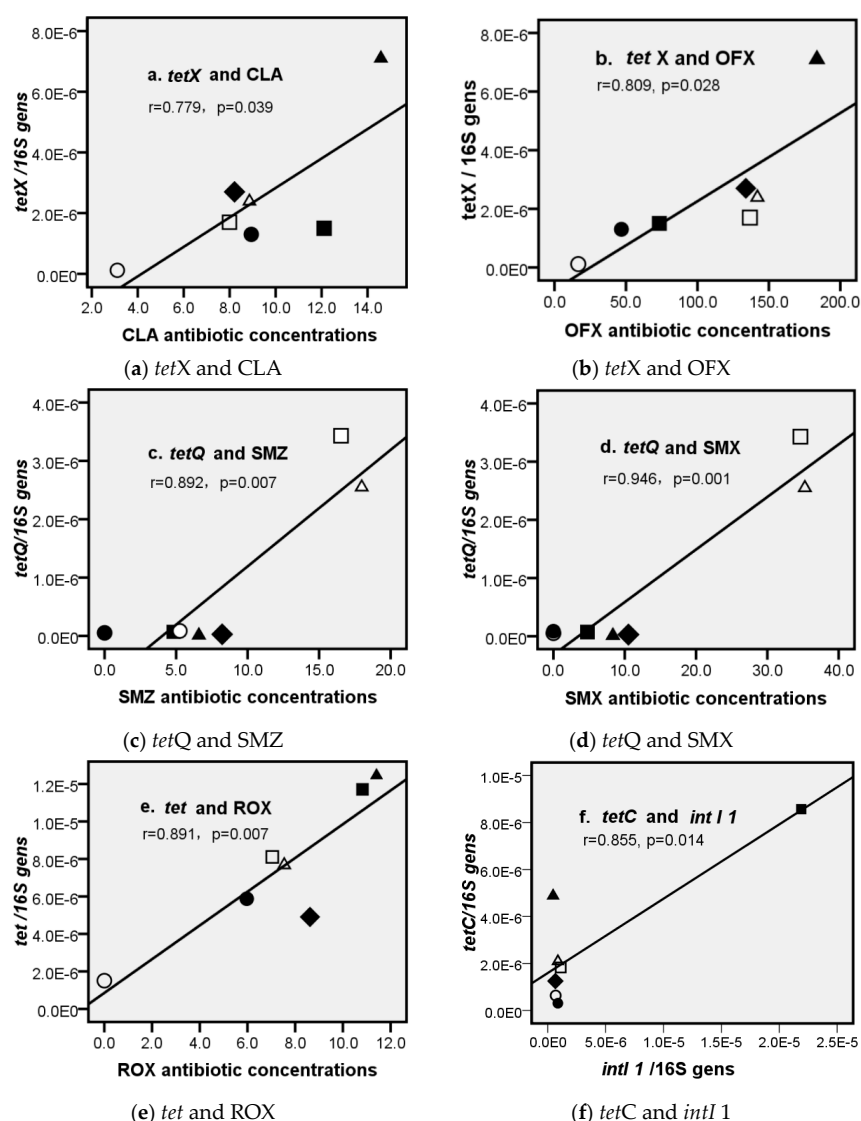 8.0E-6
6.0E-6
4.0E-6
2.0E-6
0.0E0
tetX /16S gens
a. tetX and CLA
r=0.779， p=0.039
2.0 4.0 6.0 8.0 10.0 12.0 14.0
CLA antibiotic concentrations
(a) tetX and CLA
8.0E-6
6.0E-6
4.0E-6
2.0E-6
0.0E0
tetX / 16S gens
b. tet X and OFX
r=0.809, p=0.028
0.0 50.0 100.0 150.0 200.0
OFX antibiotic concentrations
(b) tetX and OFX
4.0E-6
3.0E-6
2.0E-6
1.0E-6
0.0E0
tetQ/16S gens
c. tetQ and SMZ
r=0.892， p=0.007
0.0 5.0 10.0 15.0 20.0
SMZ antibiotic concentrations
(c) tetQ and SMZ
4.0E-6
3.0E-6
2.0E-6
1.0E-6
0.0E0
tetQ/16S gens
d. tetQ and SMX
r=0.946, p=0.001
0.0 10.0 20.0 30.0 40.0
SMX antibiotic concentrations
(d) tetQ and SMX
1.2E-5
1.0E-5
8.0E-6
6.0E-6
4.0E-6
2.0E-6
0.0E0
tet /16S gens
e. tet and ROX
r=0.891， p=0.007
0.0 2.0 4.0 6.0 8.0 10.0 12.0
ROX antibiotic concentrations
(e) tet and ROX
1.0E-5
8.0E-6
6.0E-6
4.0E-6
2.0E-6
0.0E0
tetC/16S gens
f. tetC and int I 1
r=0.855, p=0.014
0.0E0 5.0E-6 1.0E-5 1.5E-5 2.0E-5 2.5E-5
intI 1 /16S gens
(f) tetC and intI 1